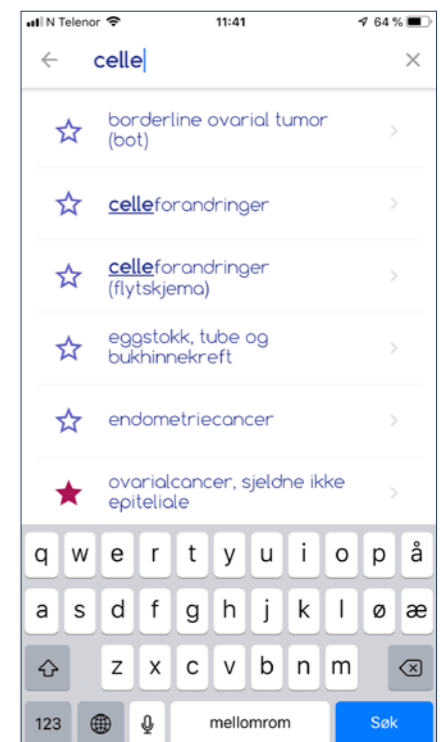 N Telenor 11:41 64 %
celle
borderline ovarial tumor
(bot)
celleforandringer
celleforandringer
(flytskjema)
eggstokk, tube og
bukhinnekreft
endometriecancer
ovarialcancer, sjeldne ikke
epiteliale
q w e r t y u i o p å
a s d f g h j k l ø æ
z x c v b n m
123 mellomrom Søk